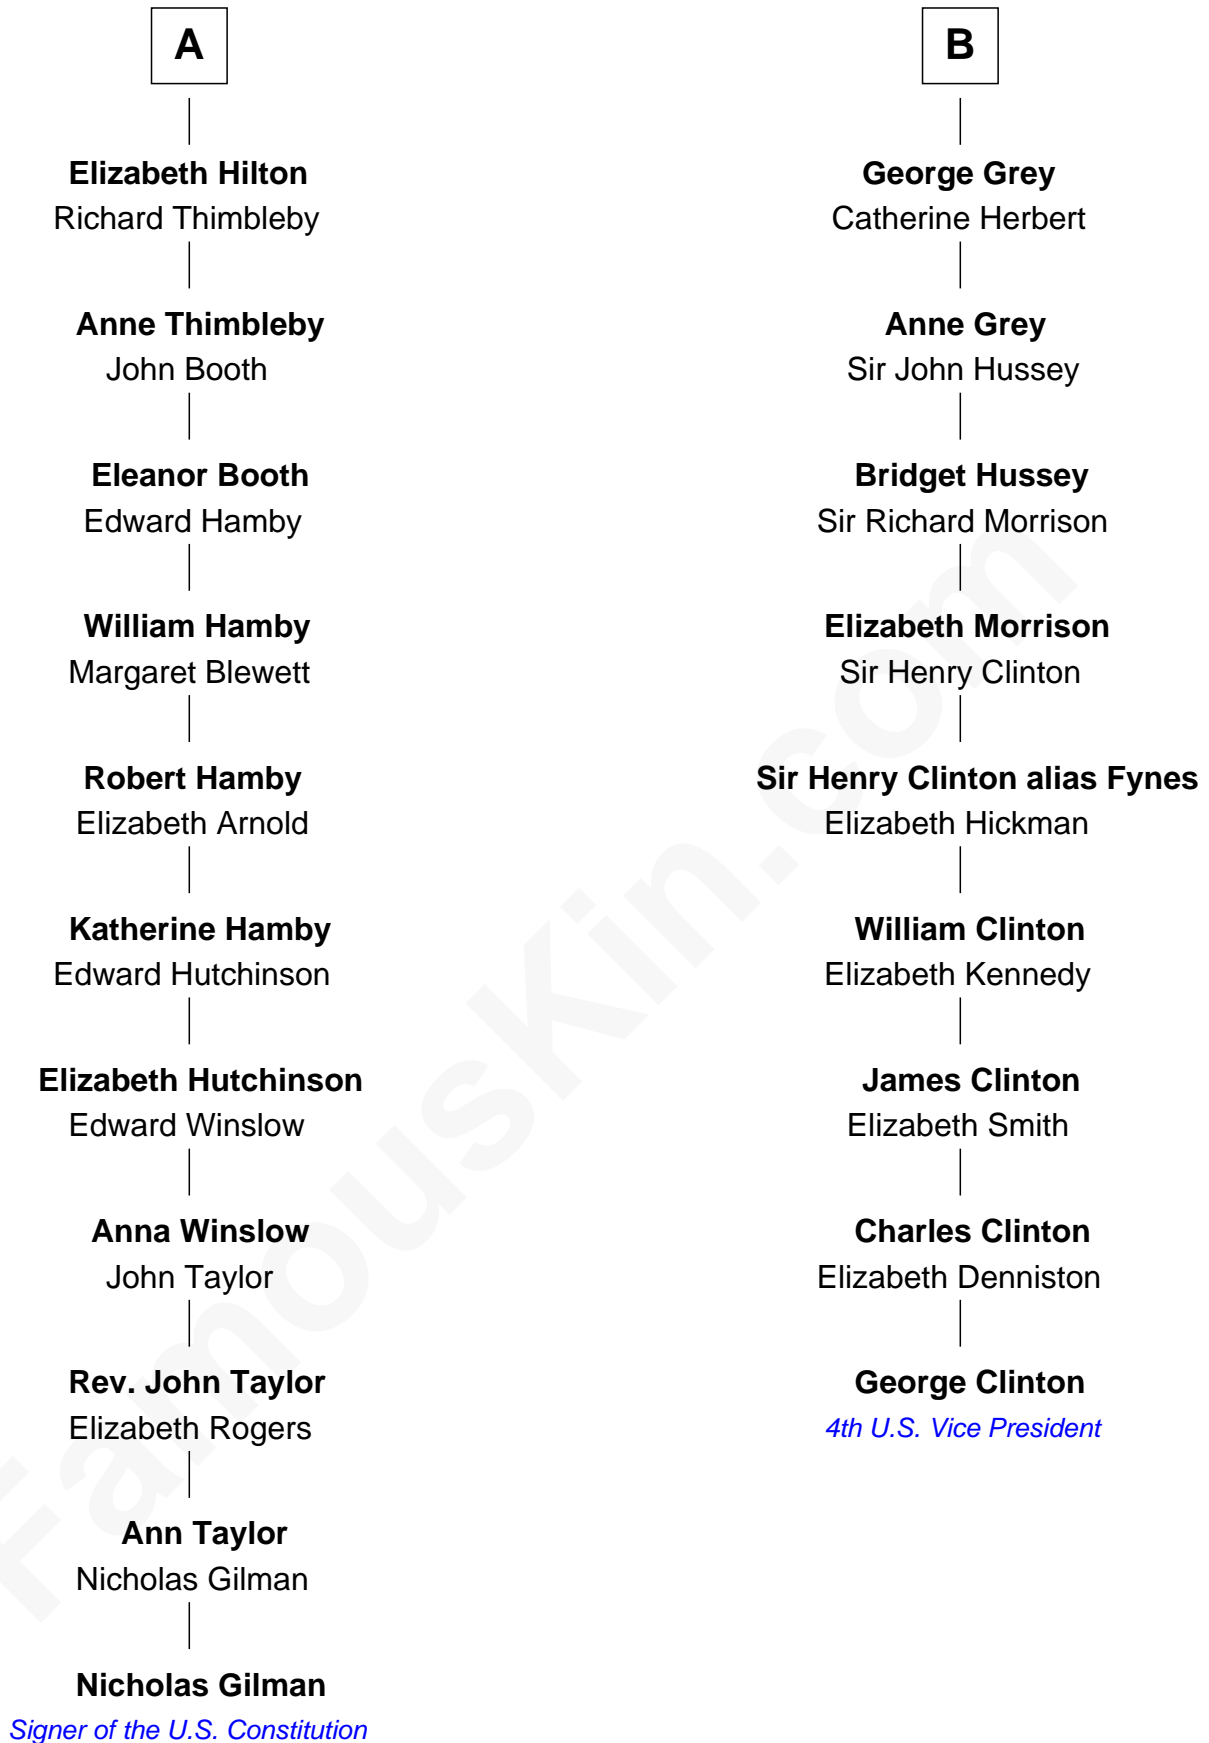 A
Elizabeth Hilton
Richard Thimbleby
Anne Thimbleby
John Booth
Eleanor Booth
Edward Hamby
William Hamby
Margaret Blewett
Robert Hamby
Elizabeth Arnold
Katherine Hamby
Edward Hutchinson
Elizabeth Hutchinson
Edward Winslow
Anna Winslow
John Taylor
Rev. John Taylor
Elizabeth Rogers
Ann Taylor
Nicholas Gilman
Nicholas Gilman
Signer of the U.S. Constitution
B
George Grey
Catherine Herbert
Anne Grey
Sir John Hussey
Bridget Hussey
Sir Richard Morrison
Elizabeth Morrison
Sir Henry Clinton
Sir Henry Clinton alias Fynes
Elizabeth Hickman
William Clinton
Elizabeth Kennedy
James Clinton
Elizabeth Smith
Charles Clinton
Elizabeth Denniston
George Clinton
4th U.S. Vice President
FamousKin.com